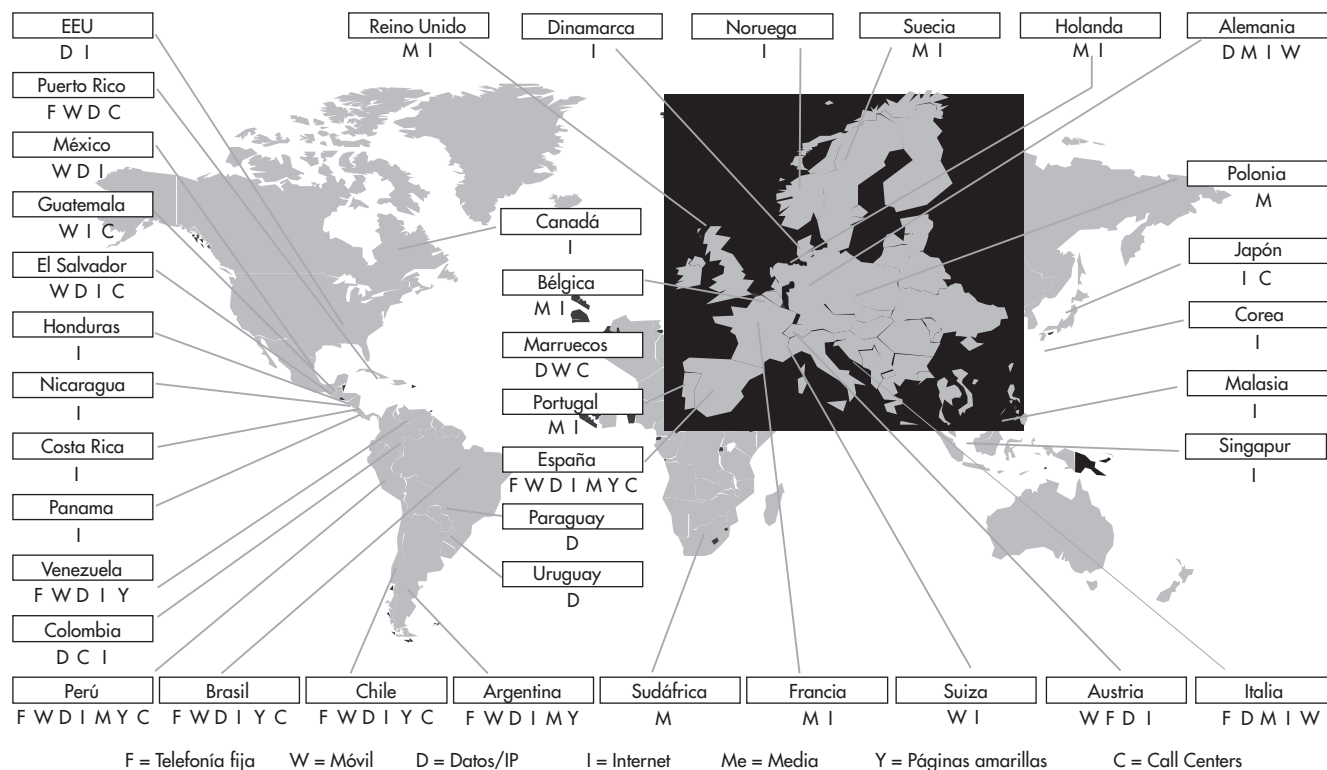 EEU
D I
Reino Unido
M I
Dinamarca
I
Noruega
I
Suecia
M I
Holanda
M I
Alemania
D M I W
Puerto Rico
F W D C
México
W D I
Guatemala
W I C
El Salvador
W D I C
Honduras
I
Nicaragua
I
Costa Rica
I
Panama
I
Venezuela
F W D I Y
Colombia
D C I
Canadá
I
Bélgica
M I
Marruecos
D W C
Portugal
M I
España
F W D I M Y C
Paraguay
D
Uruguay
D
Polonia
M
Japón
I C
Corea
I
Malasia
I
Singapur
I
Perú
F W D I M Y C
Brasil
F W D I Y C
Chile
F W D I Y C
Argentina
F W D I M Y
Sudáfrica
M
Francia
M I
Suiza
W I
Austria
W F D I
Italia
F D M I W
F = Telefonía fija W = Móvil D = Datos/IP I = Internet Me = Media Y = Páginas amarillas C = Call Centers